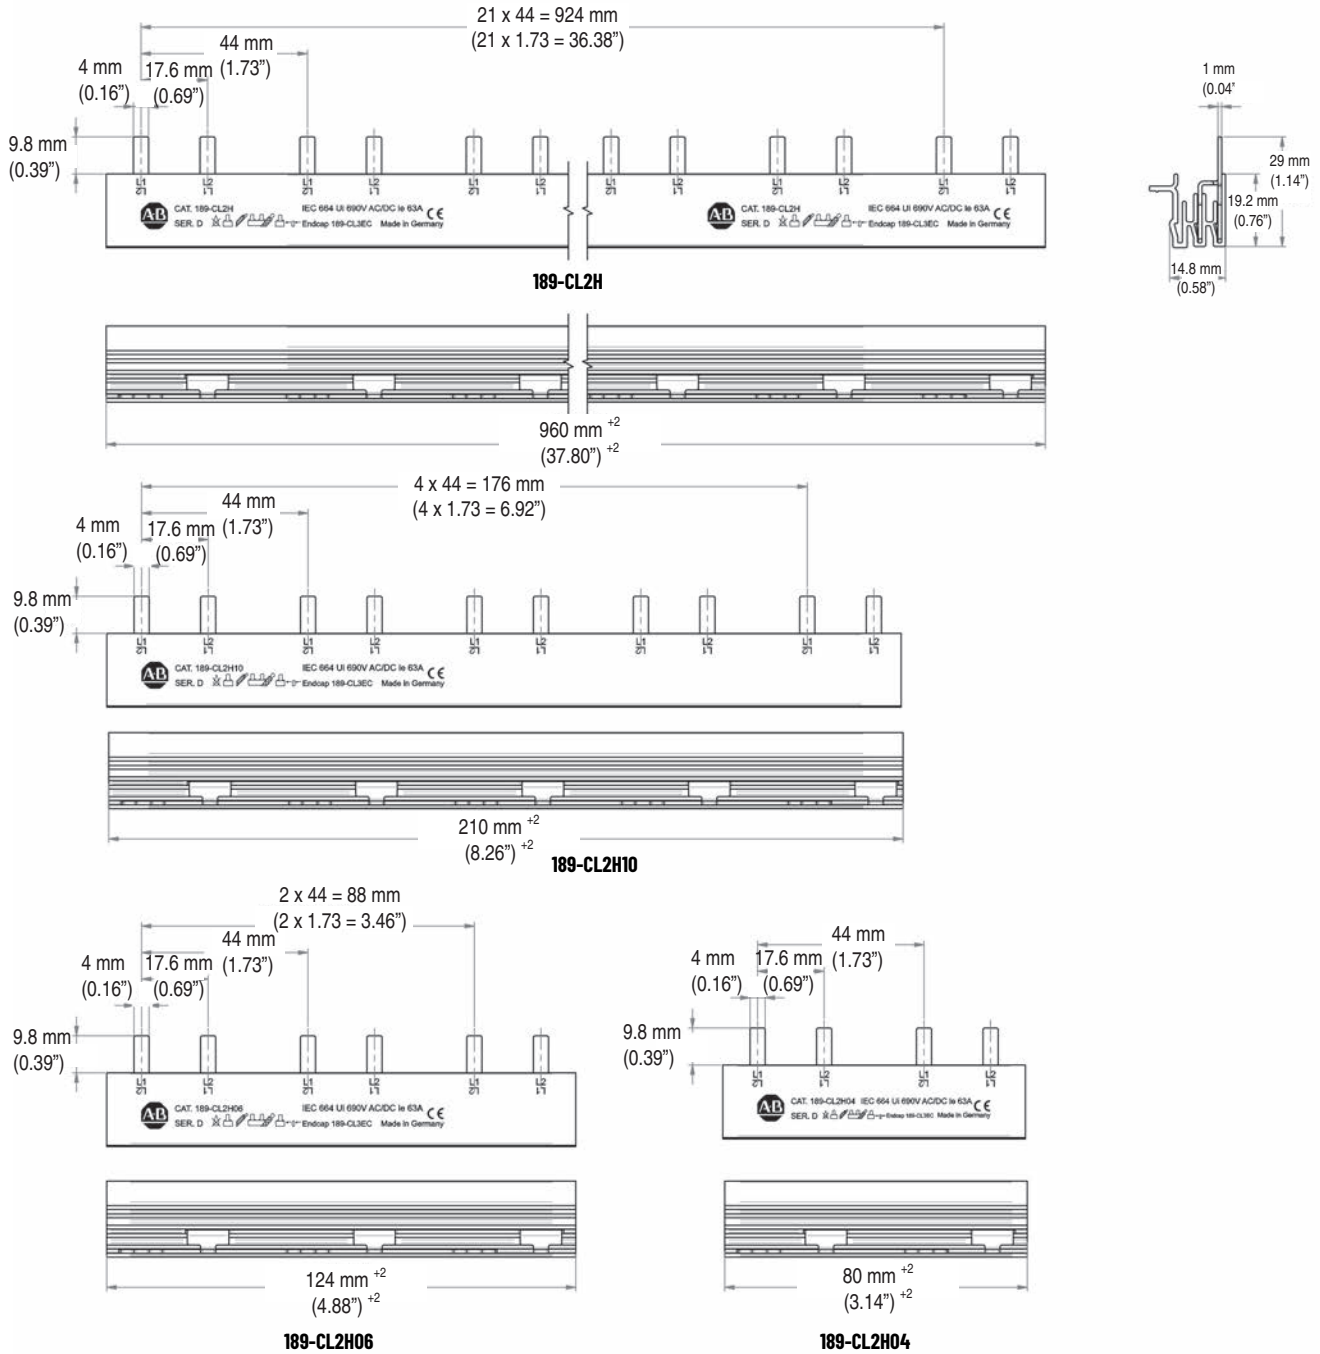 21 x 44 = 924 mm
(21 x 1.73 = 36.38”)
44 mm
(1.73”)
4 mm
(0.16”)
17.6 mm
(0.69”)
9.8 mm
(0.39”)
1 mm
(0.04"
29 mm
(1.14”)
19.2 mm
(0.76”)
14.8 mm
(0.58”)
A-B CAT. 189-CL2H IEC 664 Ui 690V AC/DC Ie 63A CE
SER. D Endcap 189-CL3EC Made in Germany
A-B CAT. 189-CL2H IEC 664 Ui 690V AC/DC Ie 63A CE
SER. D Endcap 189-CL3EC Made in Germany
189-CL2H
960 mm +2
(37.80”) +2
4 x 44 = 176 mm
(4 x 1.73 = 6.92”)
44 mm
(1.73”)
4 mm
(0.16”)
17.6 mm
(0.69”)
9.8 mm
(0.39”)
A-B CAT. 189-CL2H10 IEC 664 Ui 690V AC/DC Ie 63A CE
SER. D Endcap 189-CL3EC Made in Germany
210 mm +2
(8.26”) +2
189-CL2H10
2 x 44 = 88 mm
(2 x 1.73 = 3.46”)
44 mm
(1.73”)
4 mm
(0.16”)
17.6 mm
(0.69”)
9.8 mm
(0.39”)
A-B CAT. 189-CL2H06 IEC 664 Ui 690V AC/DC Ie 63A CE
SER. D Endcap 189-CL3EC Made in Germany
124 mm +2
(4.88”) +2
189-CL2H06
44 mm
(1.73”)
4 mm
(0.16”)
17.6 mm
(0.69”)
9.8 mm
(0.39”)
A-B CAT. 189-CL2H04 IEC 664 Ui 690V AC/DC Ie 63A CE
SER. D Endcap 189-CL3EC Made in Germany
80 mm +2
(3.14”) +2
189-CL2H04